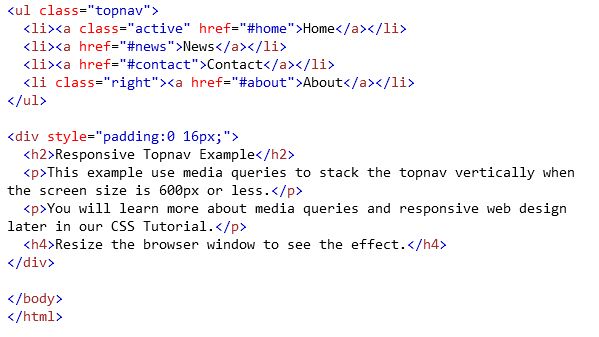 <ul class="topnav">
  <li><a class="active" href="#home">Home</a></li>
  <li><a href="#news">News</a></li>
  <li><a href="#contact">Contact</a></li>
  <li class="right"><a href="#about">About</a></li>
</ul>

<div style="padding:0 16px;">
  <h2>Responsive Topnav Example</h2>
  <p>This example use media queries to stack the topnav vertically when
the screen size is 600px or less.</p>
  <p>You will learn more about media queries and responsive web design
later in our CSS Tutorial.</p>
  <h4>Resize the browser window to see the effect.</h4>
</div>

</body>
</html>